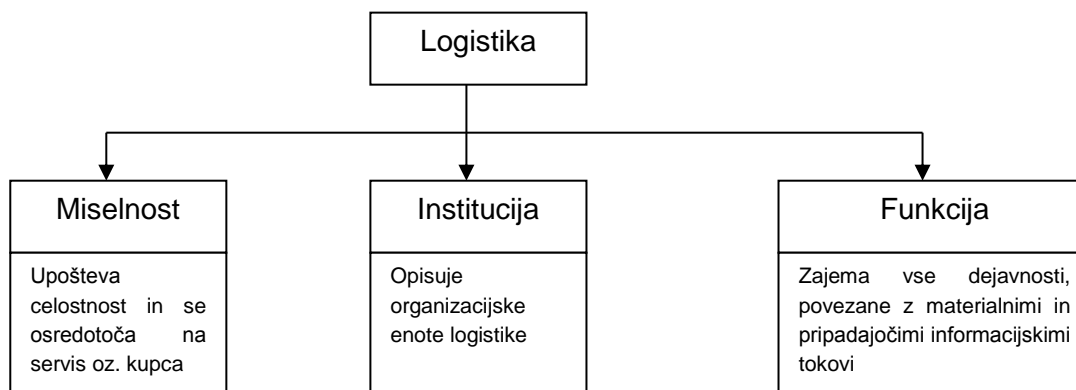 Logistika
Miselnost
Upošteva
celostnost in se
osredotoča na
servis oz. kupca
Institucija
Opisuje
organizacijske
enote logistike
Funkcija
Zajema vse dejavnosti,
povezane z materialnimi in
pripadajočimi informacijskimi
tokovi